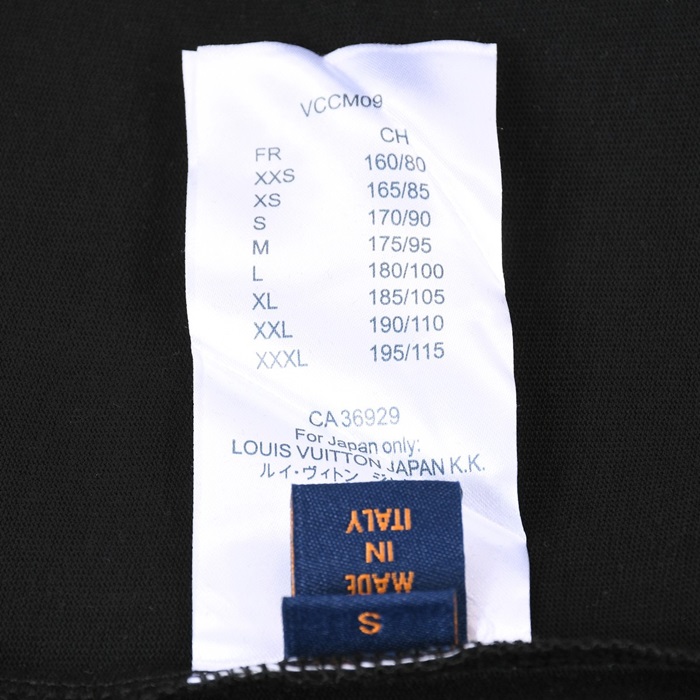 VCCM09
FR CH
XXS 160/80
XS 165/85
S 170/90
M 175/95
L 180/100
XL 185/105
XXL 190/110
XXXL 195/115
CA 36929
For Japan only:
LOUIS VUITTON JAPAN K.K.
ルイ・ヴィトン
MADE
IN
ITALY
S